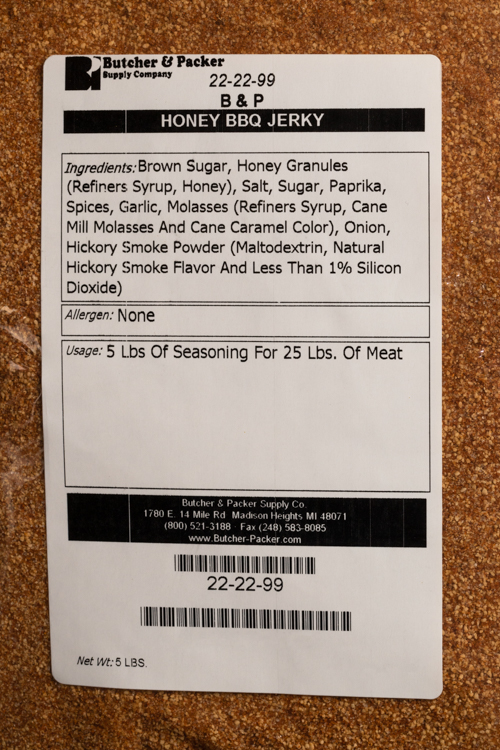 Butcher & Packer
Supply Company
22-22-99
B & P
HONEY BBQ JERKY
Ingredients: Brown Sugar, Honey Granules
(Refiners Syrup, Honey), Salt, Sugar, Paprika,
Spices, Garlic, Molasses (Refiners Syrup, Cane
Mill Molasses And Cane Caramel Color), Onion,
Hickory Smoke Powder (Maltodextrin, Natural
Hickory Smoke Flavor And Less Than 1% Silicon
Dioxide)
Allergen: None
Usage: 5 Lbs Of Seasoning For 25 Lbs. Of Meat
Butcher & Packer Supply Co.
1780 E. 14 Mile Rd Madison Heights MI 48071
(800) 521-3188 Fax (248) 583-8085
www.Butcher-Packer.com
22-22-99
Net Wt: 5 LBS.